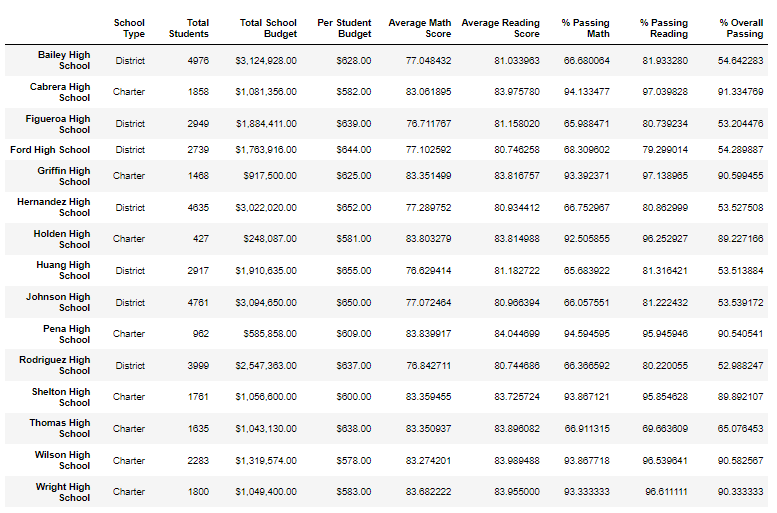 School Type Total Students Total School Budget Per Student Budget Average Math Score Average Reading Score % Passing Math % Passing Reading % Overall Passing
Bailey High School District 4976 $3,124,928.00 $628.00 77.048432 81.033963 66.680064 81.933280 54.642283
Cabrera High School Charter 1858 $1,081,356.00 $582.00 83.061895 83.975780 94.133477 97.039828 91.334769
Figueroa High School District 2949 $1,884,411.00 $639.00 76.711767 81.158020 65.988471 80.739234 53.204476
Ford High School District 2739 $1,763,916.00 $644.00 77.102592 80.746258 68.309602 79.299014 54.289887
Griffin High School Charter 1468 $917,500.00 $625.00 83.351499 83.816757 93.392371 97.138965 90.599455
Hernandez High School District 4635 $3,022,020.00 $652.00 77.289752 80.934412 66.752967 80.862999 53.527508
Holden High School Charter 427 $248,087.00 $581.00 83.803279 83.814988 92.505855 96.252927 89.227166
Huang High School District 2917 $1,910,635.00 $655.00 76.629414 81.182722 65.683922 81.316421 53.513884
Johnson High School District 4761 $3,094,650.00 $650.00 77.072464 80.966394 66.057551 81.222432 53.539172
Pena High School Charter 962 $585,858.00 $609.00 83.839917 84.044699 94.594595 95.945946 90.540541
Rodriguez High School District 3999 $2,547,363.00 $637.00 76.842711 80.744686 66.366592 80.220055 52.988247
Shelton High School Charter 1761 $1,056,600.00 $600.00 83.359455 83.725724 93.867121 95.854628 89.892107
Thomas High School Charter 1635 $1,043,130.00 $638.00 83.350937 83.896082 66.911315 69.663609 65.076453
Wilson High School Charter 2283 $1,319,574.00 $578.00 83.274201 83.989488 93.867718 96.539641 90.582567
Wright High School Charter 1800 $1,049,400.00 $583.00 83.682222 83.955000 93.333333 96.611111 90.333333